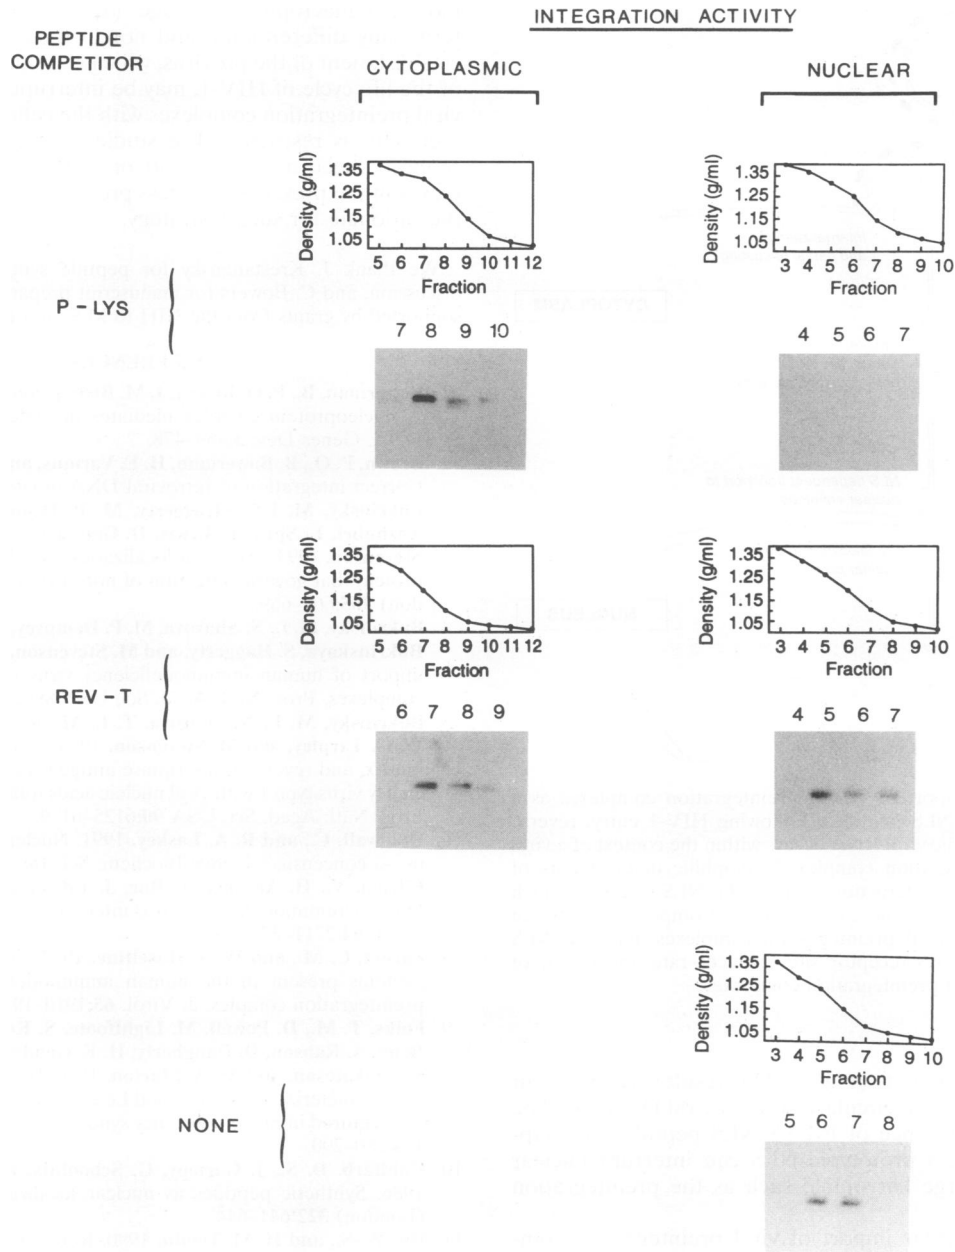 INTEGRATION ACTIVITY
PEPTIDE
COMPETITOR
CYTOPLASMIC
NUCLEAR
P-LYS
Density (g/ml)
1.35
1.25
1.15
1.05
5 6 7 8 9 10 11 12
Fraction
7 8 9 10
Density (g/ml)
1.35
1.25
1.15
1.05
3 4 5 6 7 8 9 10
Fraction
4 5 6 7
REV-T
Density (g/ml)
1.35
1.25
1.15
1.05
5 6 7 8 9 10 11 12
Fraction
6 7 8 9
Density (g/ml)
1.35
1.25
1.15
1.05
3 4 5 6 7 8 9 10
Fraction
4 5 6 7
NONE
Density (g/ml)
1.35
1.25
1.15
1.05
3 4 5 6 7 8 9 10
Fraction
5 6 7 8